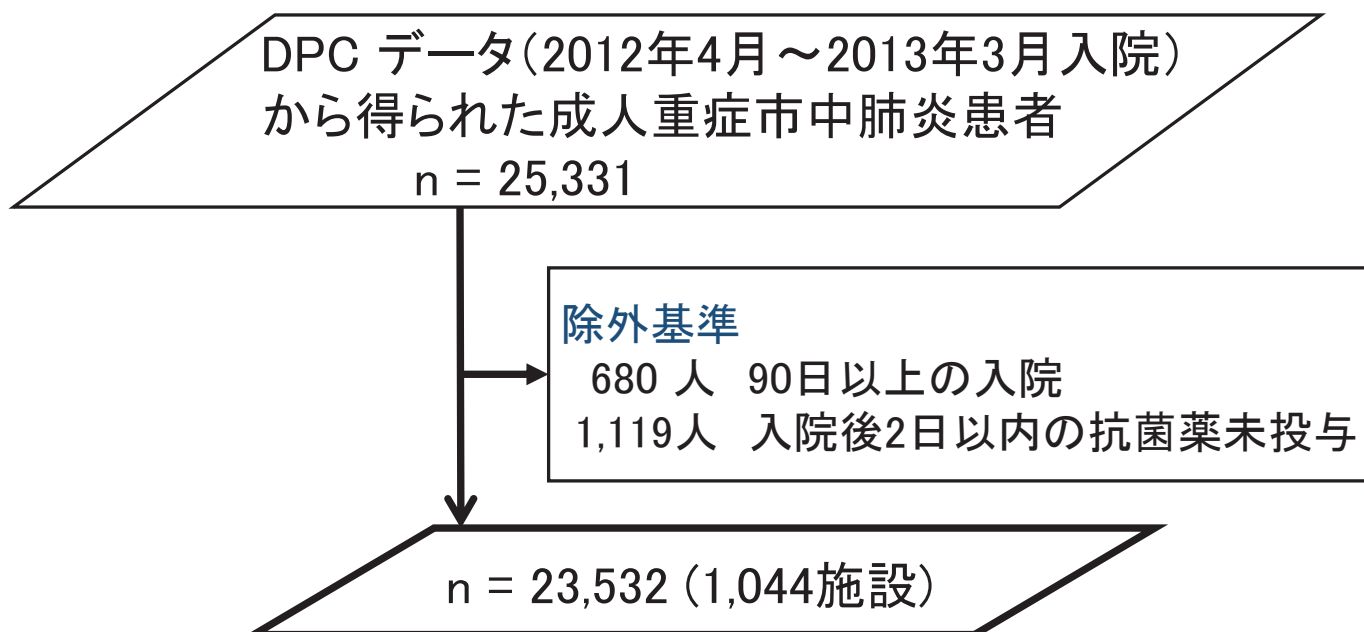 DPC データ(2012年4月～2013年3月入院)
から得られた成人重症市中肺炎患者
n = 25,331
除外基準
680 人 90日以上の入院
1,119人 入院後2日以内の抗菌薬未投与
n = 23,532 (1,044施設)